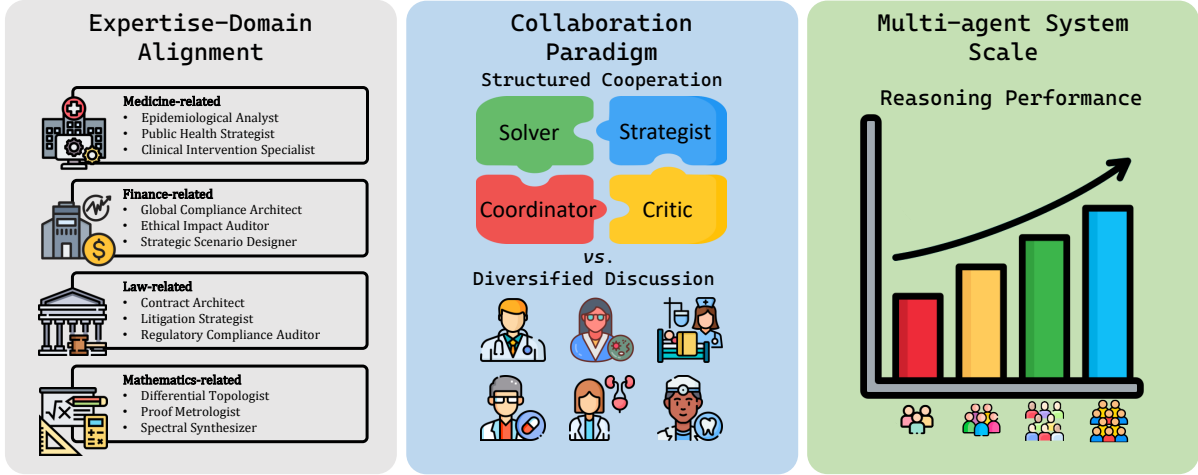 Expertise-Domain
Alignment
Medicine-related
• Epidemiological Analyst
• Public Health Strategist
• Clinical Intervention Specialist
Finance-related
$
• Global Compliance Architect
• Ethical Impact Auditor
• Strategic Scenario Designer
Law-related
• Contract Architect
• Litigation Strategist
• Regulatory Compliance Auditor
Mathematics-related
√x
• Differential Topologist
• Proof Metrologist
• Spectral Synthesizer
Collaboration
Paradigm
Structured Cooperation
Solver
Strategist
Coordinator
Critic
vs.
Diversified Discussion
Multi-agent System
Scale
Reasoning Performance